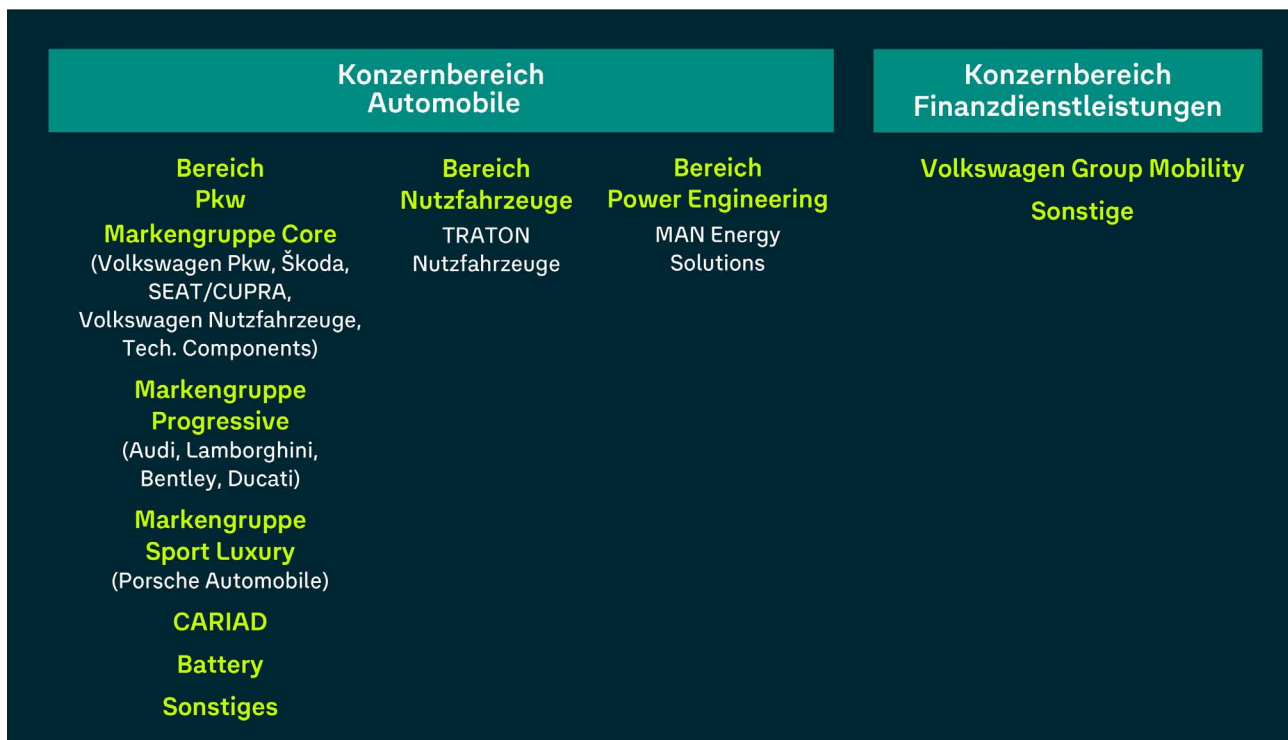 Konzernbereich
Automobile
Konzernbereich
Finanzdienstleistungen
Bereich
Pkw
Markengruppe Core
(Volkswagen Pkw, Škoda,
SEAT/CUPRA,
Volkswagen Nutzfahrzeuge,
Tech. Components)
Markengruppe
Progressive
(Audi, Lamborghini,
Bentley, Ducati)
Markengruppe
Sport Luxury
(Porsche Automobile)
CARIAD
Battery
Sonstiges
Bereich
Nutzfahrzeuge
TRATON
Nutzfahrzeuge
Bereich
Power Engineering
MAN Energy
Solutions
Volkswagen Group Mobility
Sonstige